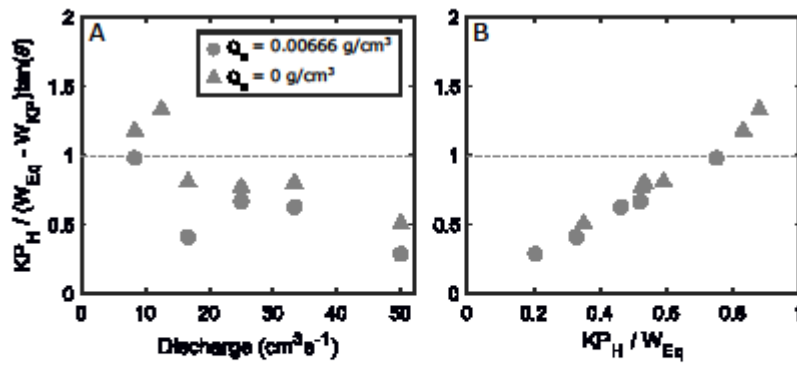 A
Qs = 0.00666 g/cm³
Qs = 0 g/cm³
KP_H / (W_Eq - W_KP)tan(θ)
2
1.5
1
0.5
0
0 10 20 30 40 50
Discharge (cm³s⁻¹)
B
2
1.5
1
0.5
0
0 0.2 0.4 0.6 0.8 1
KP_H / W_Eq